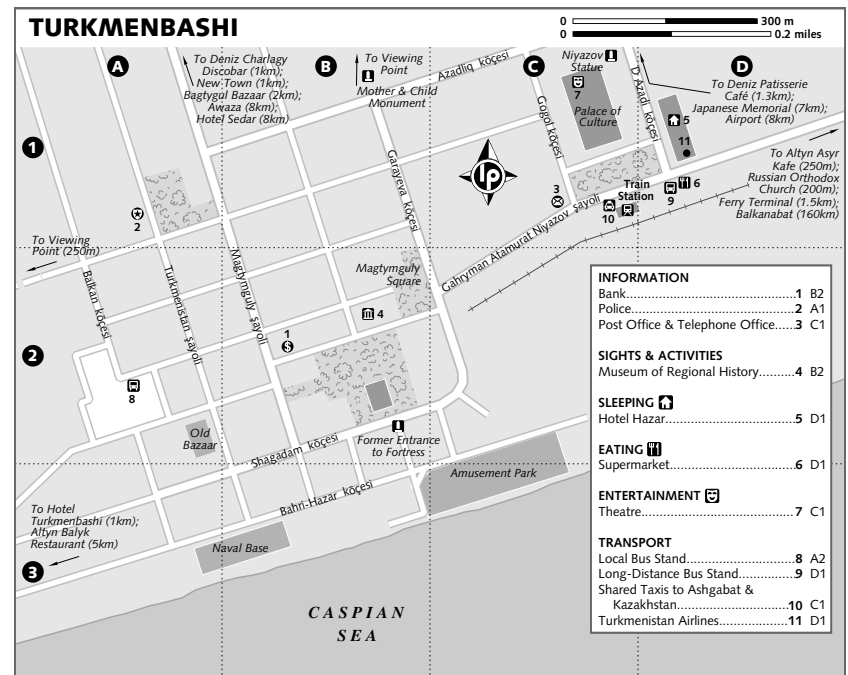 TURKMENBASHI
0 300 m
0 0.2 miles
A
B
C
D
1
2
3
To Deniz Charlagy
Discobar (1km);
New Town (1km);
Bagtygul Bazaar (2km);
Awaza (8km);
Hotel Sedar (8km)
To Viewing
Point
Mother & Child
Monument
Azadliq köçesi
Niyazov
Statue
7
Palace of
Culture
D Azadi köçesi
To Deniz Patisserie
Café (1.3km);
Japanese Memorial (7km);
Airport (8km)
5
11
Gogol köçesi
Garayeva köçesi
lp
3
Train
Station
10
9
6
To Altyn Asyr
Kafe (250m);
Russian Orthodox
Church (200m);
Ferry Terminal (1.5km);
Balkanabat (160km)
2
To Viewing
Point (250m)
Balkan köçesi
Turkmenistan şayoli
Magtymguly şayoli
Gahryman Atamurat Niyazov şayoli
Magtymguly
Square
4
1
$
8
Old
Bazaar
Shagadam köçesi
Former Entrance
to Fortress
Bahri-Hazar köçesi
Amusement Park
Naval Base
To Hotel
Turkmenbashi (1km);
Altyn Balyk
Restaurant (5km)
CASPIAN
SEA
INFORMATION
Bank...1 B2
Police...2 A1
Post Office & Telephone Office...3 C1
SIGHTS & ACTIVITIES
Museum of Regional History...4 B2
SLEEPING
Hotel Hazar...5 D1
EATING
Supermarket...6 D1
ENTERTAINMENT
Theatre...7 C1
TRANSPORT
Local Bus Stand...8 A2
Long-Distance Bus Stand...9 D1
Shared Taxis to Ashgabat &
Kazakhstan...10 C1
Turkmenistan Airlines...11 D1